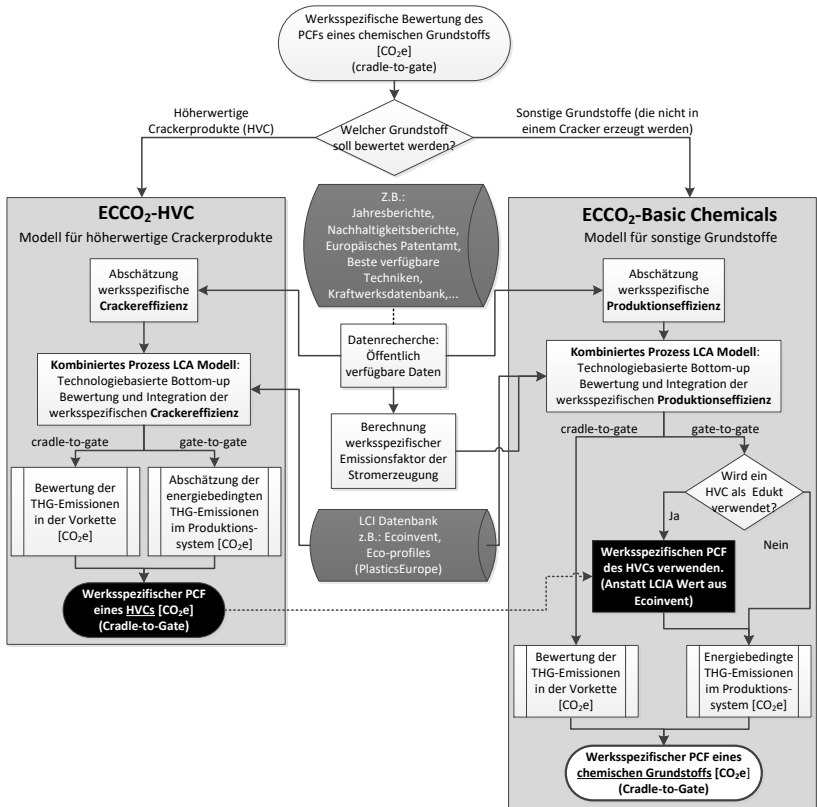 Werksspezifische Bewertung des
PCFs eines chemischen Grundstoffs
[CO₂e]
(cradle-to-gate)
Höherwertige
Crackerprodukte (HVC)
Welcher Grundstoff
soll bewertet werden?
Sonstige Grundstoffe (die nicht in
einem Cracker erzeugt werden)
ECCO₂-HVC
Modell für höherwertige Crackerprodukte
Abschätzung
werksspezifische
Crackereffizienz
Kombiniertes Prozess LCA Modell:
Technologiebasierte Bottom-up
Bewertung und Integration der
werksspezifischen Crackereffizienz
cradle-to-gate
gate-to-gate
Bewertung der
THG-Emissionen
in der Vorkette
[CO₂e]
Abschätzung der
energiebedingten
THG-Emissionen
im Produktions-
system [CO₂e]
Werksspezifischer PCF
eines HVCs [CO₂e]
(Cradle-to-Gate)
Z.B.:
Jahresberichte,
Nachhaltigkeitsberichte,
Europäisches Patentamt,
Beste verfügbare
Techniken,
Kraftwerksdatenbank,...
Datenrecherche:
Öffentlich
verfügbare Daten
Berechnung
werksspezifischer
Emissionsfaktor der
Stromerzeugung
LCI Datenbank
z.B.: Ecoinvent,
Eco-profiles
(PlasticsEurope)
ECCO₂-Basic Chemicals
Modell für sonstige Grundstoffe
Abschätzung
werksspezifische
Produktionseffizienz
Kombiniertes Prozess LCA Modell:
Technologiebasierte Bottom-up
Bewertung und Integration der
werksspezifischen Produktionseffizienz
cradle-to-gate
gate-to-gate
Wird ein
HVC als Edukt
verwendet?
Ja
Nein
Werksspezifischen PCF
des HVCs verwenden.
(Anstatt LCIA Wert aus
Ecoinvent)
Bewertung der
THG-Emissionen
in der Vorkette
[CO₂e]
Energiebedingte
THG-Emissionen
im Produktions-
system [CO₂e]
Werksspezifischer PCF eines
chemischen Grundstoffs [CO₂e]
(Cradle-to-Gate)